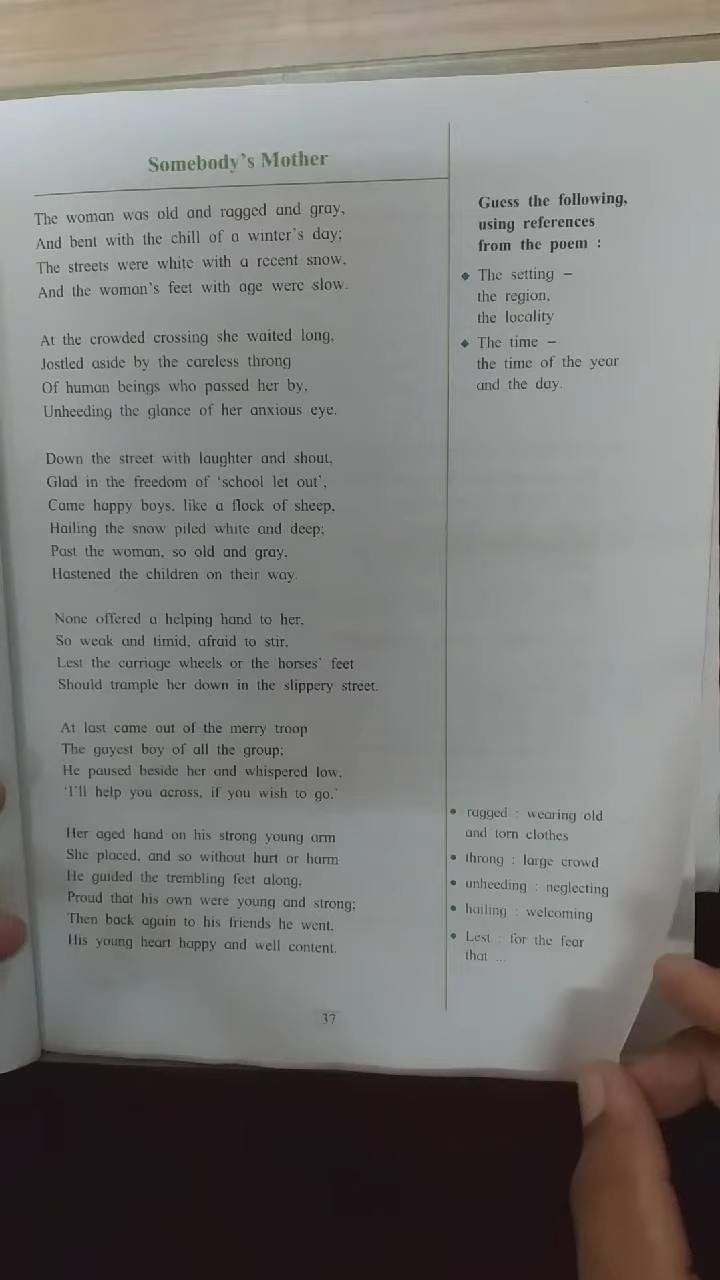 Somebody's Mother
The woman was old and ragged and gray,
And bent with the chill of a winter's day;
The streets were white with a recent snow,
And the woman's feet with age were slow.
At the crowded crossing she waited long,
Jostled aside by the careless throng
Of human beings who passed her by,
Unheeding the glance of her anxious eye.
Down the street with laughter and shout,
Glad in the freedom of 'school let out',
Came happy boys, like a flock of sheep,
Hailing the snow piled white and deep;
Past the woman, so old and gray,
Hastened the children on their way.
None offered a helping hand to her,
So weak and timid, afraid to stir,
Lest the carriage wheels or the horses' feet
Should trample her down in the slippery street.
At last came out of the merry troop
The gayest boy of all the group;
He paused beside her and whispered low,
'I'll help you across, if you wish to go.'
Her aged hand on his strong young arm
She placed, and so without hurt or harm
He guided the trembling feet along,
Proud that his own were young and strong;
Then back again to his friends he went,
His young heart happy and well content.
Guess the following,
using references
from the poem :
◆ The setting –
the region,
the locality
◆ The time –
the time of the year
and the day.
• ragged : wearing old
and torn clothes
• throng : large crowd
• unheeding : neglecting
• hailing : welcoming
• Lest : for the fear
that ...
37